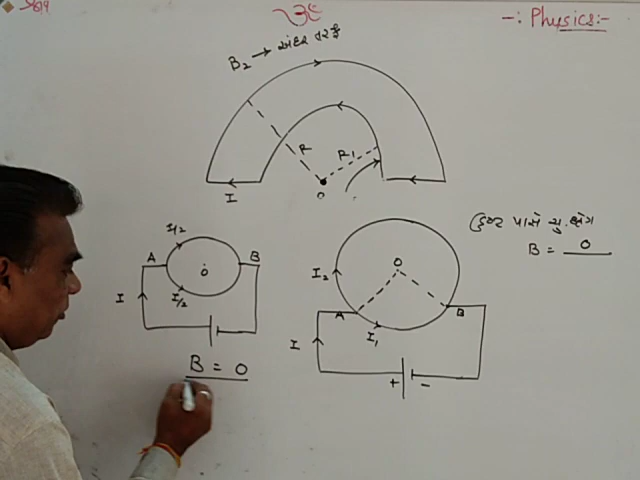 -: Physics:-
B₂ → અંદર તરફ
R
R1
I
O
I/2
A
B
O
I/2
I
B = 0
I₂
O
A
B
I₁
I
+ -
કેન્દ્ર પાસે ચુ.ક્ષેત્ર
B = 0